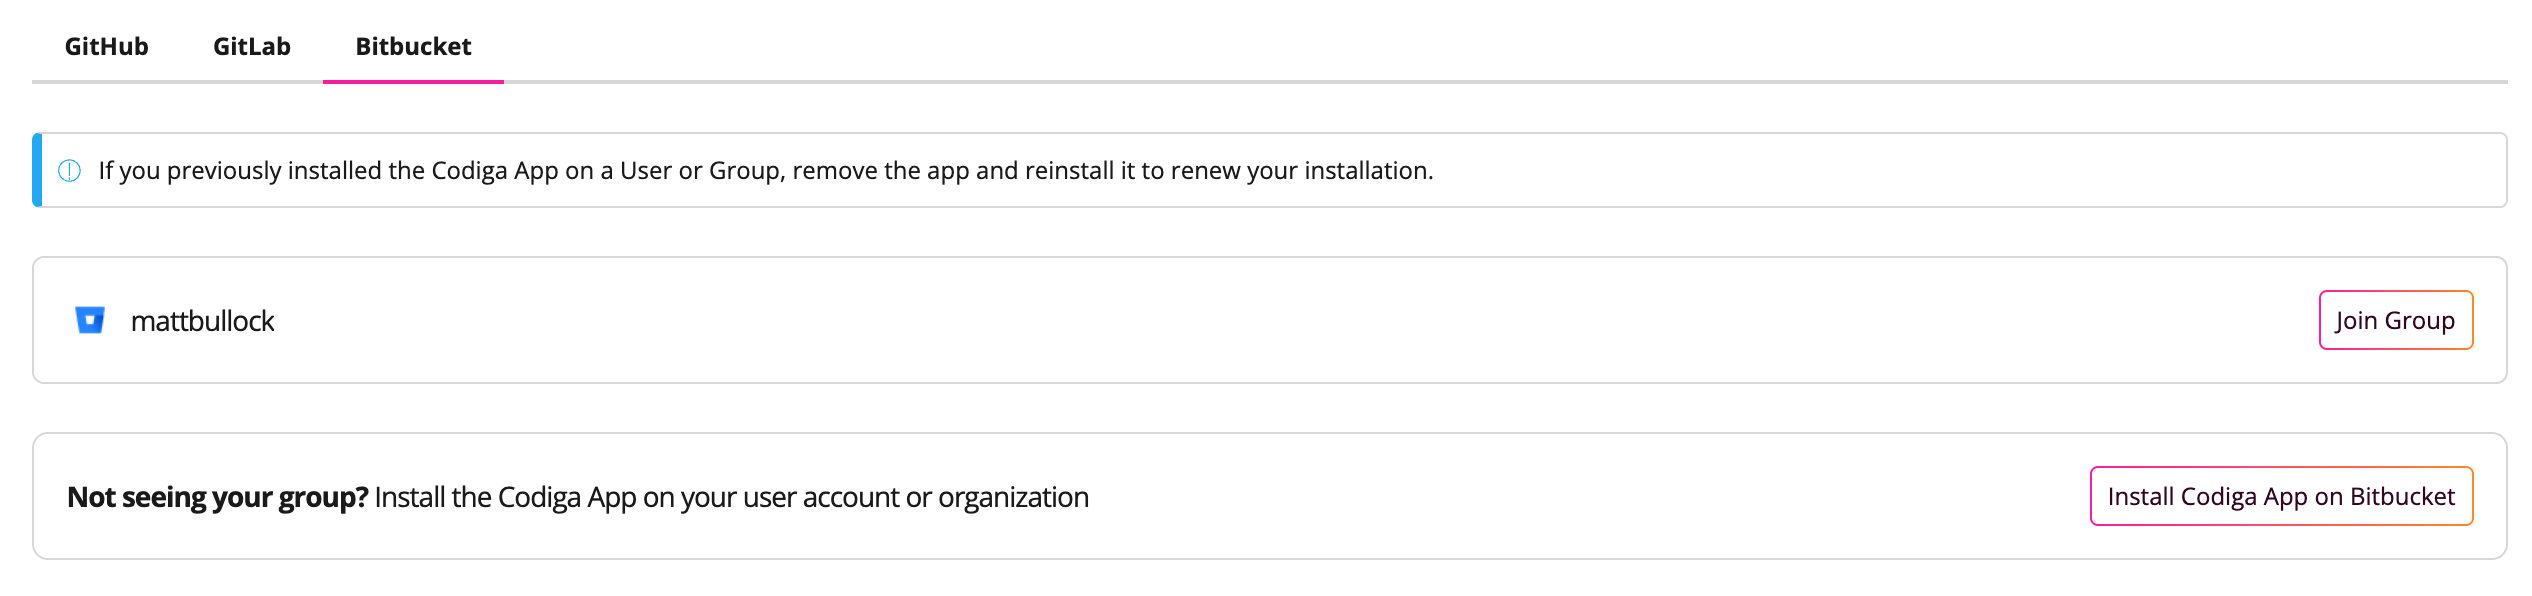 GitHub GitLab Bitbucket
If you previously installed the Codiga App on a User or Group, remove the app and reinstall it to renew your installation.
mattbullock Join Group
Not seeing your group? Install the Codiga App on your user account or organization Install Codiga App on Bitbucket